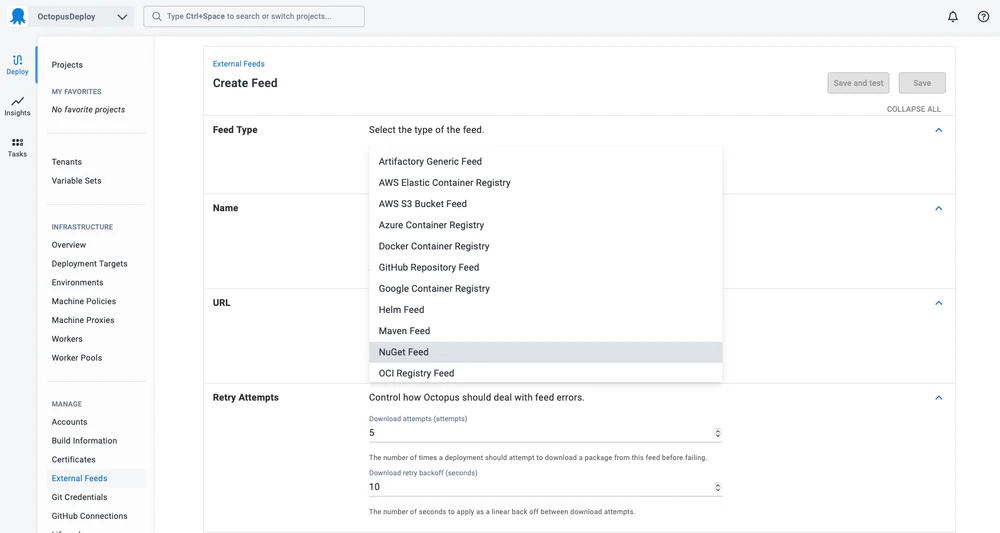 OctopusDeploy
Type Ctrl+Space to search or switch projects...
Deploy
Insights
Tasks
Projects
MY FAVORITES
No favorite projects
Tenants
Variable Sets
INFRASTRUCTURE
Overview
Deployment Targets
Environments
Machine Policies
Machine Proxies
Workers
Worker Pools
MANAGE
Accounts
Build Information
Certificates
External Feeds
Git Credentials
GitHub Connections
External Feeds
Create Feed
Save and test
Save
COLLAPSE ALL
Feed Type
Select the type of the feed.
Artifactory Generic Feed
AWS Elastic Container Registry
AWS S3 Bucket Feed
Azure Container Registry
Docker Container Registry
GitHub Repository Feed
Google Container Registry
Helm Feed
Maven Feed
NuGet Feed
OCI Registry Feed
Name
URL
Retry Attempts
Control how Octopus should deal with feed errors.
Download attempts (attempts)
5
The number of times a deployment should attempt to download a package from this feed before failing.
Download retry backoff (seconds)
10
The number of seconds to apply as a linear back off between download attempts.